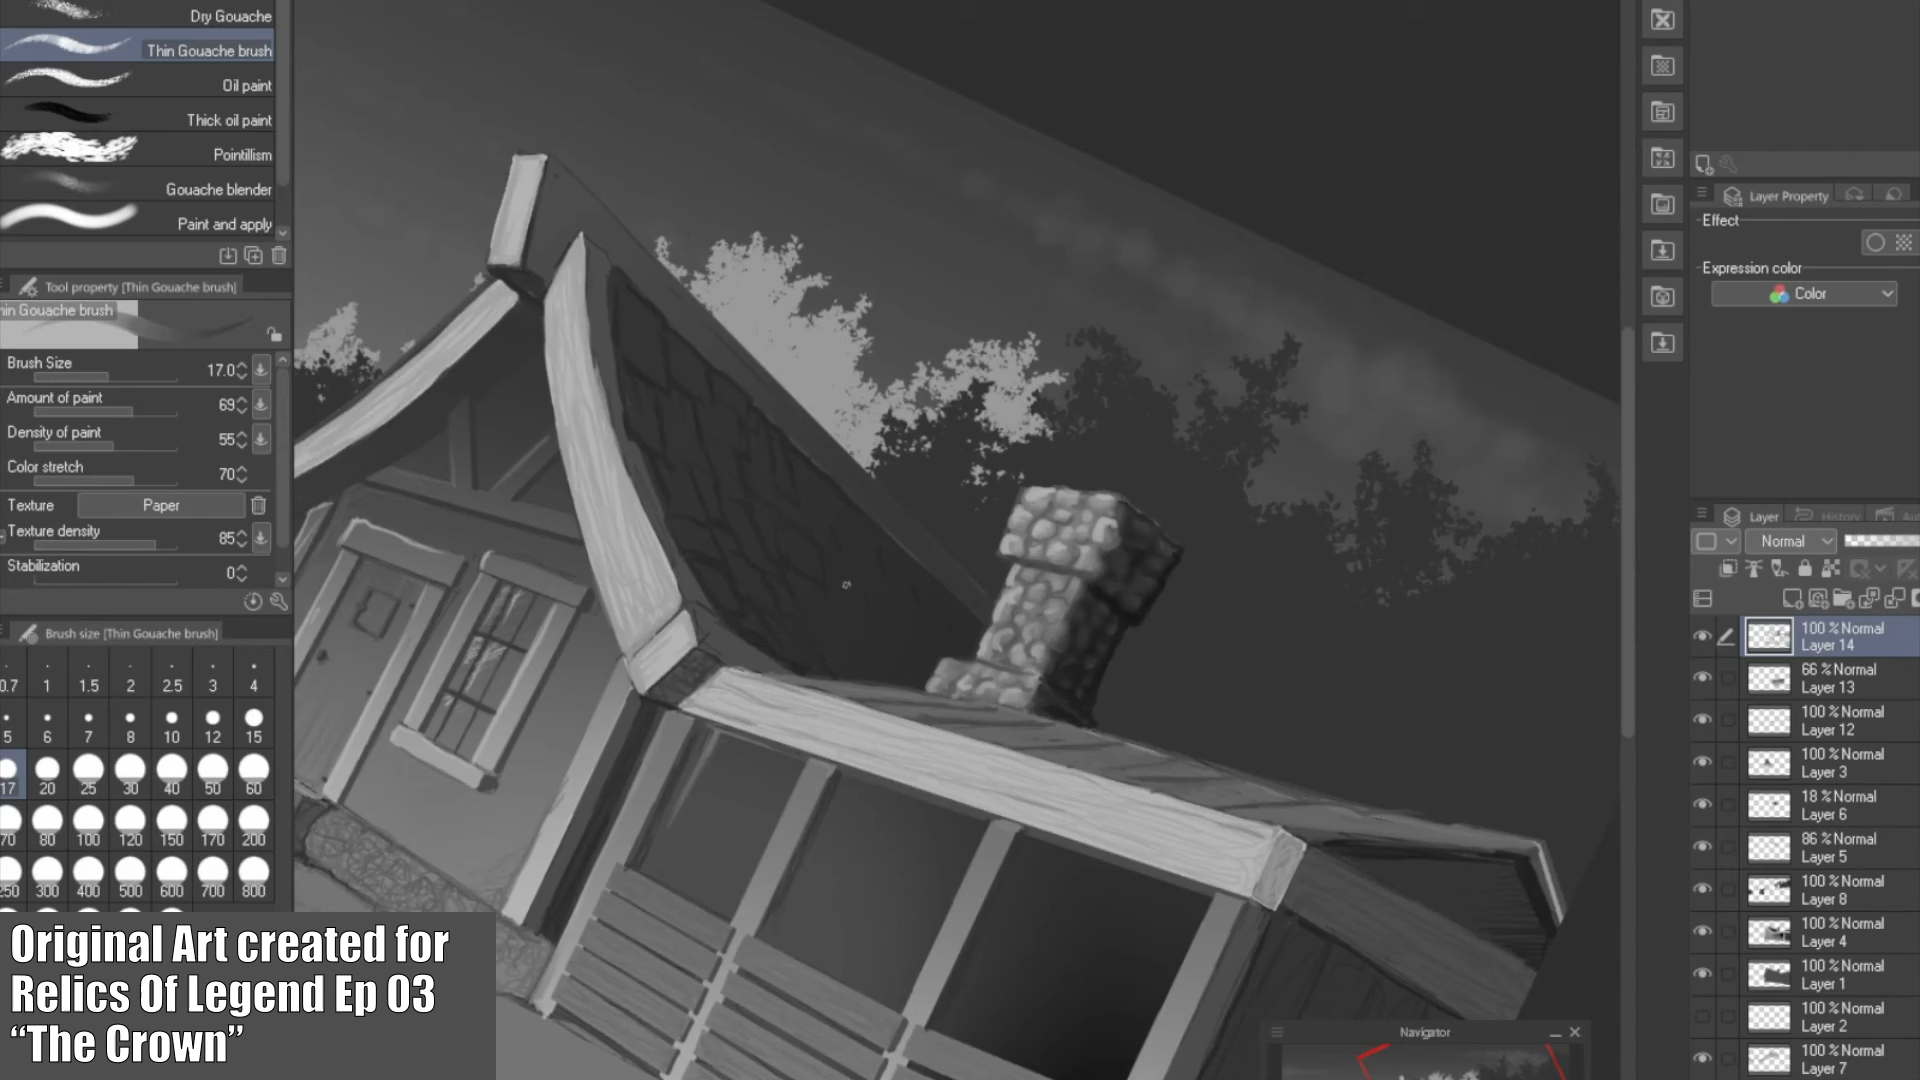 Dry Gouache
Thin Gouache brush
Oil paint
Thick oil paint
Pointillism
Gouache blender
Paint and apply
Tool property [Thin Gouache brush]
hin Gouache brush
Brush Size 17.0
Amount of paint 69
Density of paint 55
Color stretch 70
Texture Paper
Texture density 85
Stabilization 0
Brush size [Thin Gouache brush]
0.7 1 1.5 2 2.5 3 4
5 6 7 8 10 12 15
17 20 25 30 40 50 60
70 80 100 120 150 170 200
250 300 400 500 600 700 800
Original Art created for
Relics Of Legend Ep 03
“The Crown”
Navigator
Layer Property
Effect
Expression color
Color
Layer History Au
Normal
100 % Normal
Layer 14
66 % Normal
Layer 13
100 % Normal
Layer 12
100 % Normal
Layer 3
18 % Normal
Layer 6
86 % Normal
Layer 5
100 % Normal
Layer 8
100 % Normal
Layer 4
100 % Normal
Layer 1
100 % Normal
Layer 2
100 % Normal
Layer 7